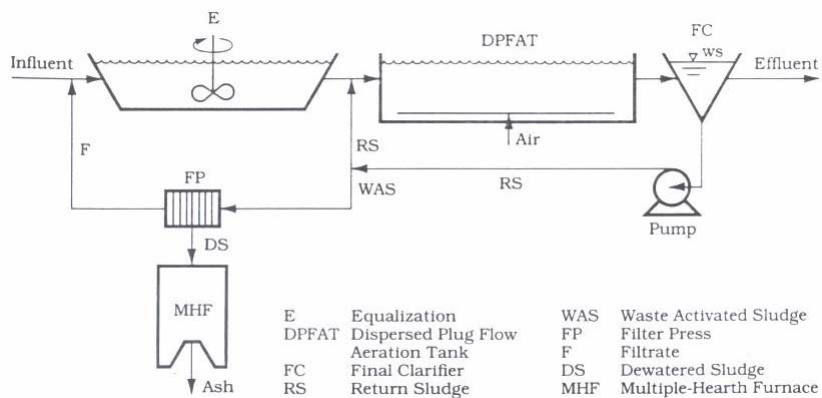 E
DPFAT
FC
WS
Influent
Effluent
Air
F
RS
FP
WAS
RS
Pump
DS
MHF
Ash
E Equalization
DPFAT Dispersed Plug Flow
Aeration Tank
FC Final Clarifier
RS Return Sludge
WAS Waste Activated Sludge
FP Filter Press
F Filtrate
DS Dewatered Sludge
MHF Multiple-Hearth Furnace